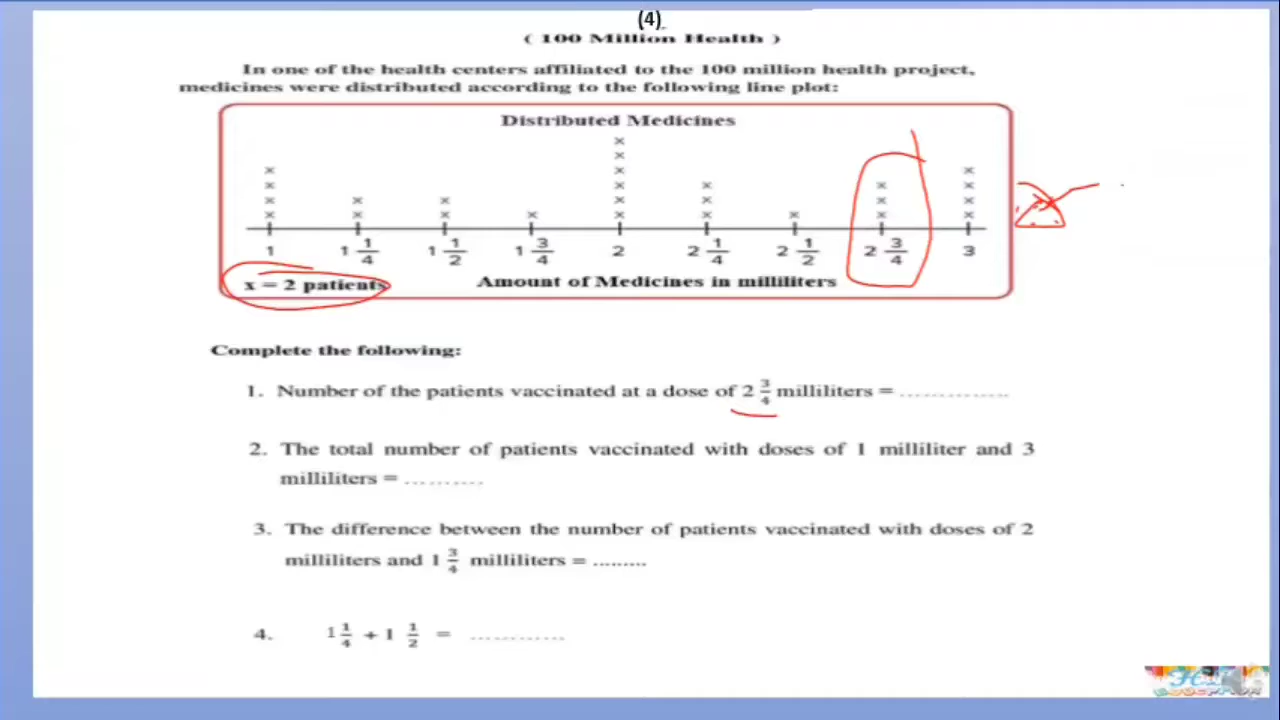 (4)
( 100 Million Health )
In one of the health centers affiliated to the 100 million health project,
medicines were distributed according to the following line plot:
Distributed Medicines
1 1 1/4 1 1/2 1 3/4 2 2 1/4 2 1/2 2 3/4 3
x = 2 patients Amount of Medicines in milliliters
Complete the following:
1. Number of the patients vaccinated at a dose of 2 3/4 milliliters = ..............
2. The total number of patients vaccinated with doses of 1 milliliter and 3
milliliters = ..........
3. The difference between the number of patients vaccinated with doses of 2
milliliters and 1 3/4 milliliters = .........
4. 1 1/4 + 1 1/2 = ............